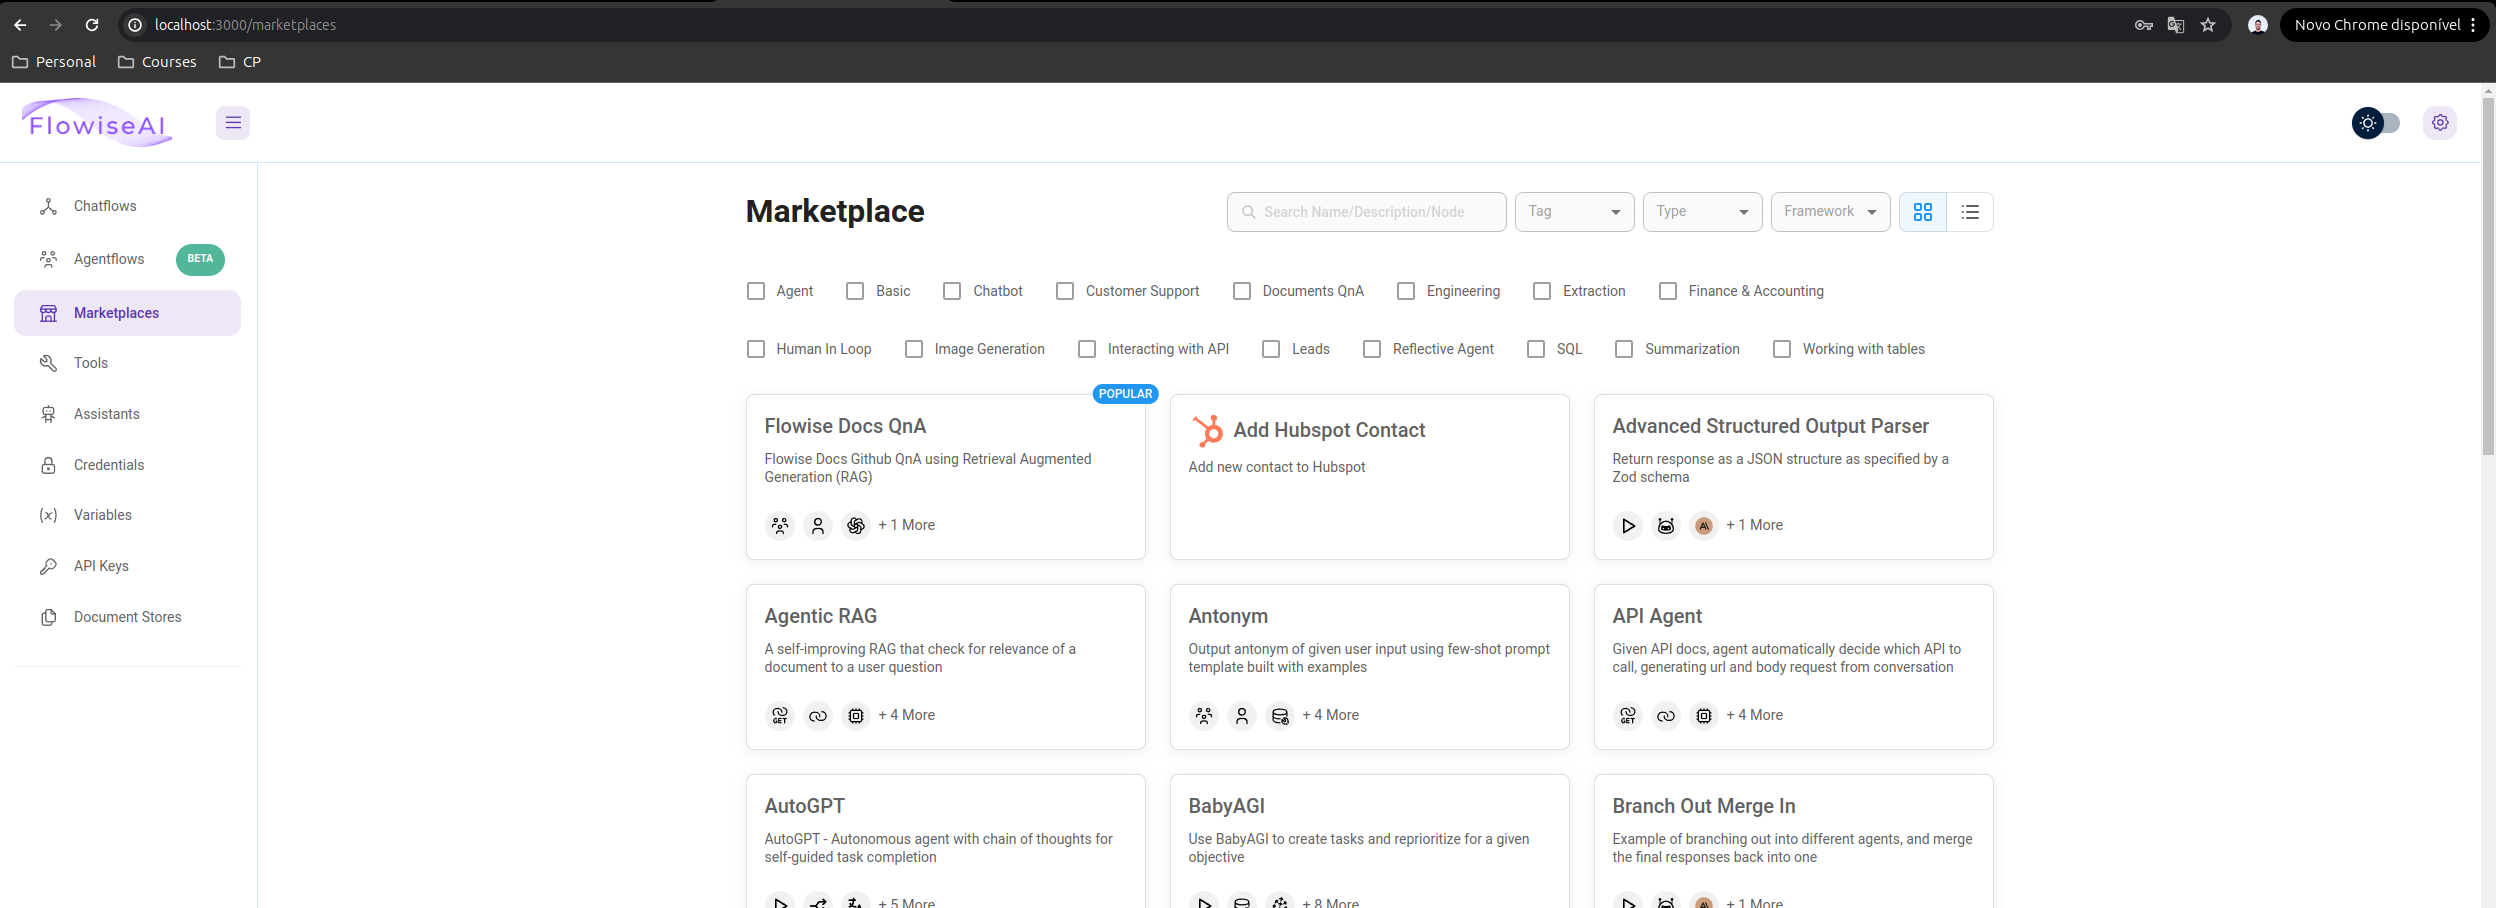 localhost:3000/marketplaces
Novo Chrome disponível
Personal Courses CP
FlowiseAI
Chatflows
Agentflows BETA
Marketplaces
Tools
Assistants
Credentials
Variables
API Keys
Document Stores
Marketplace
Search Name/Description/Node Tag Type Framework
Agent Basic Chatbot Customer Support Documents QnA Engineering Extraction Finance & Accounting
Human In Loop Image Generation Interacting with API Leads Reflective Agent SQL Summarization Working with tables
POPULAR
Flowise Docs QnA
Flowise Docs Github QnA using Retrieval Augmented
Generation (RAG)
+ 1 More
Add Hubspot Contact
Add new contact to Hubspot
Advanced Structured Output Parser
Return response as a JSON structure as specified by a
Zod schema
+ 1 More
Agentic RAG
A self-improving RAG that check for relevance of a
document to a user question
GET
+ 4 More
Antonym
Output antonym of given user input using few-shot prompt
template built with examples
+ 4 More
API Agent
Given API docs, agent automatically decide which API to
call, generating url and body request from conversation
GET
+ 4 More
AutoGPT
AutoGPT - Autonomous agent with chain of thoughts for
self-guided task completion
+ 5 More
BabyAGI
Use BabyAGI to create tasks and reprioritize for a given
objective
+ 8 More
Branch Out Merge In
Example of branching out into different agents, and merge
the final responses back into one
+ 1 More